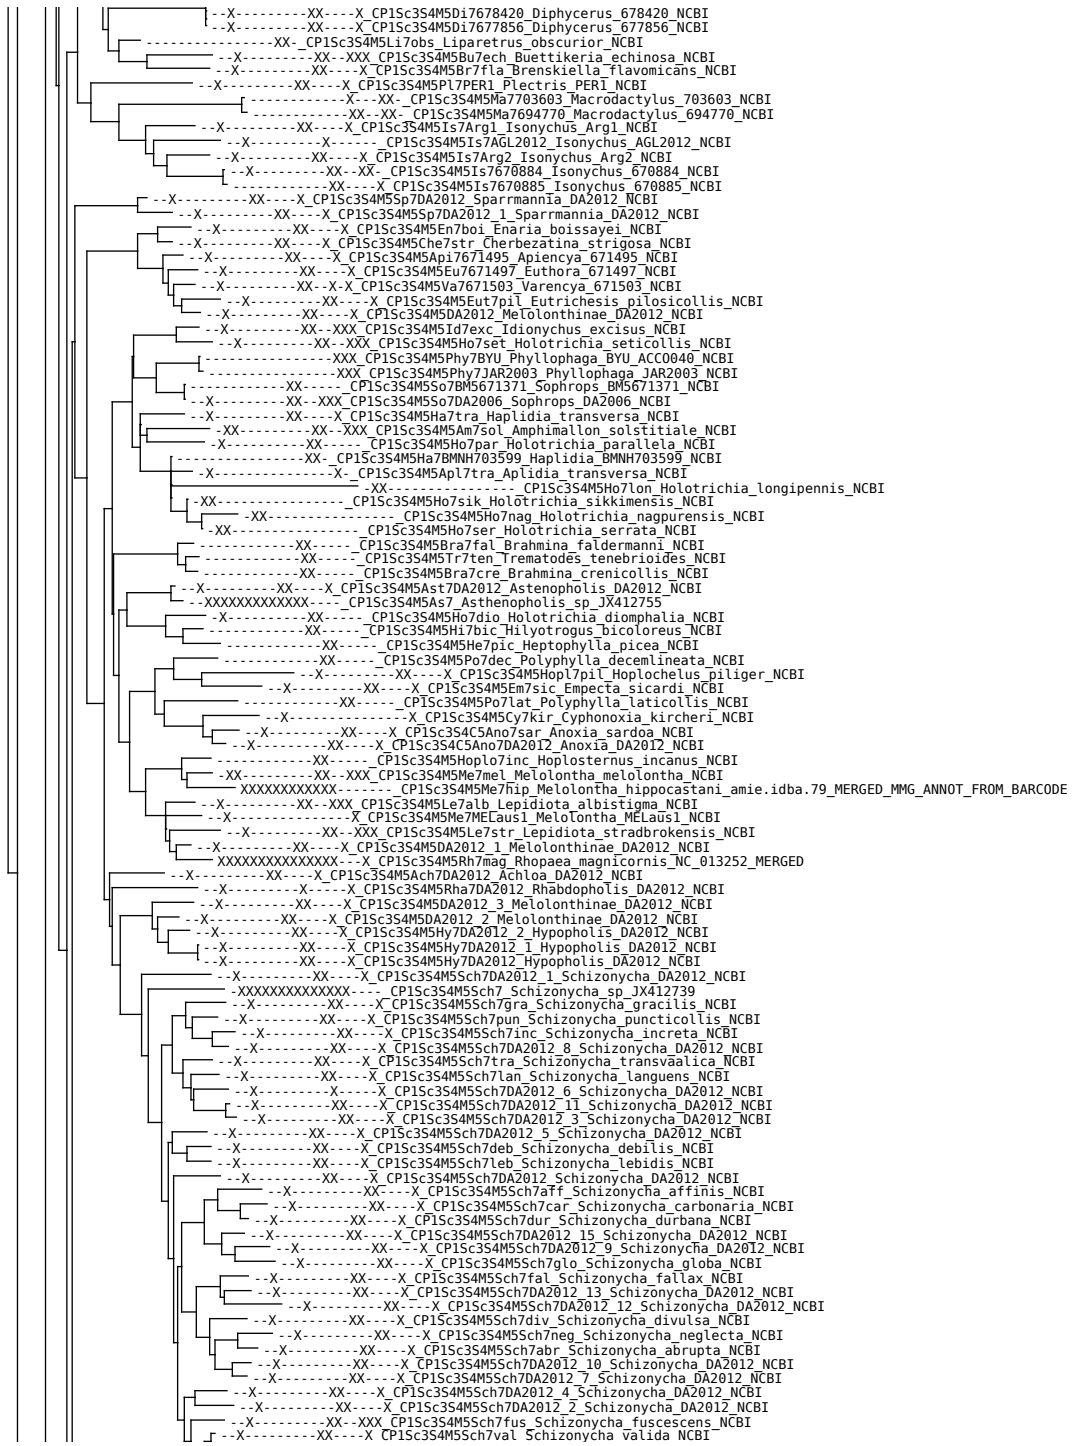 --X---------XX----X_CP1Sc3S4M5Di7678420_Diphycerus_678420_NCBI
--X---------XX----X_CP1Sc3S4M5Di7677856_Diphycerus_677856_NCBI
----------------XX-_CP1Sc3S4M5Li7obs_Liparetrus_obscurior_NCBI
--X---------XX--XXX_CP1Sc3S4M5Bu7ech_Buettikeria_echinosa_NCBI
--X---------XX----X_CP1Sc3S4M5Br7fla_Brenskiella_flavomicans_NCBI
--X---------XX----X_CP1Sc3S4M5Pl7PER1_Plectris_PER1_NCBI
------------X---XX-_CP1Sc3S4M5Ma7703603_Macrodactylus_703603_NCBI
------------XX--XX-_CP1Sc3S4M5Ma7694770_Macrodactylus_694770_NCBI
--X---------XX----X_CP1Sc3S4M5Is7Arg1_Isonychus_Arg1_NCBI
--X---------X------_CP1Sc3S4M5Is7AGL2012_Isonychus_AGL2012_NCBI
--X---------XX----X_CP1Sc3S4M5Is7Arg2_Isonychus_Arg2_NCBI
--X---------XX--XX-_CP1Sc3S4M5Is7670884_Isonychus_670884_NCBI
------------XX----X_CP1Sc3S4M5Is7670885_Isonychus_670885_NCBI
--X---------XX----X_CP1Sc3S4M5Sp7DA2012_Sparrmannia_DA2012_NCBI
--X---------XX----X_CP1Sc3S4M5Sp7DA2012_1_Sparrmannia_DA2012_NCBI
--X---------XX----X_CP1Sc3S4M5En7boi_Enaria_boissayei_NCBI
--X---------XX----X_CP1Sc3S4M5Che7str_Cherbezatina_strigosa_NCBI
--X---------XX----X_CP1Sc3S4M5Api7671495_Apiencya_671495_NCBI
--X---------XX----X_CP1Sc3S4M5Eu7671497_Euthora_671497_NCBI
--X---------XX--X-X_CP1Sc3S4M5Va7671503_Varencya_671503_NCBI
--X---------XX----X_CP1Sc3S4M5Eut7pil_Eutrichesis_pilosicollis_NCBI
--X---------XX----X_CP1Sc3S4M5DA2012_Melolonthinae_DA2012_NCBI
--X---------XX--XXX_CP1Sc3S4M5Id7exc_Idionychus_excisus_NCBI
--X---------XX--XXX_CP1Sc3S4M5Ho7set_Holotrichia_seticollis_NCBI
----------------XXX_CP1Sc3S4M5Phy7BYU_Phyllophaga_BYU_ACCO040_NCBI
----------------XXX_CP1Sc3S4M5Phy7JAR2003_Phyllophaga_JAR2003_NCBI
------------XX-----_CP1Sc3S4M5So7BM5671371_Sophrops_BM5671371_NCBI
--X---------XX--XXX_CP1Sc3S4M5So7DA2006_Sophrops_DA2006_NCBI
--X---------XX----X_CP1Sc3S4M5Ha7tra_Haplidia_transversa_NCBI
-XX---------XX--XXX_CP1Sc3S4M5Am7sol_Amphimallon_solstitiale_NCBI
-X----------XX-----_CP1Sc3S4M5Ho7par_Holotrichia_parallela_NCBI
----------------XX-_CP1Sc3S4M5Ha7BMNH703599_Haplidia_BMNH703599_NCBI
-X---------------X-_CP1Sc3S4M5Apl7tra_Aplidia_transversa_NCBI
-XX----------------_CP1Sc3S4M5Ho7lon_Holotrichia_longipennis_NCBI
-XX----------------_CP1Sc3S4M5Ho7sik_Holotrichia_sikkimensis_NCBI
-XX----------------_CP1Sc3S4M5Ho7nag_Holotrichia_nagpurensis_NCBI
-XX----------------_CP1Sc3S4M5Ho7ser_Holotrichia_serrata_NCBI
------------XX-----_CP1Sc3S4M5Bra7fal_Brahmina_faldermanni_NCBI
------------XX-----_CP1Sc3S4M5Tr7ten_Trematodes_tenebrioides_NCBI
------------XX-----_CP1Sc3S4M5Bra7cre_Brahmina_crenicollis_NCBI
--X---------XX----X_CP1Sc3S4M5Ast7DA2012_Astenopholis_DA2012_NCBI
--XXXXXXXXXXXXX----_CP1Sc3S4M5As7_Asthenopholis_sp_JX412755
-X----------XX-----_CP1Sc3S4M5Ho7dio_Holotrichia_diomphalia_NCBI
------------XX-----_CP1Sc3S4M5Hi7bic_Hilyotrogus_bicoloreus_NCBI
------------XX-----_CP1Sc3S4M5He7pic_Heptophylla_picea_NCBI
------------XX-----_CP1Sc3S4M5Po7dec_Polyphylla_decemlineata_NCBI
--X---------XX----X_CP1Sc3S4M5Hopl7pil_Hoplochelus_piliger_NCBI
--X---------XX----X_CP1Sc3S4M5Em7sic_Empecta_sicardi_NCBI
------------XX-----_CP1Sc3S4M5Po7lat_Polyphylla_laticollis_NCBI
--X---------------X_CP1Sc3S4M5Cy7kir_Cyphonoxia_kircheri_NCBI
--X---------XX----X_CP1Sc3S4C5Ano7sar_Anoxia_sardoa_NCBI
--X---------XX----X_CP1Sc3S4C5Ano7DA2012_Anoxia_DA2012_NCBI
------------XX-----_CP1Sc3S4M5Hoplo7inc_Hoplosternus_incanus_NCBI
-XX---------XX--XXX_CP1Sc3S4M5Me7mel_Melolontha_melolontha_NCBI
XXXXXXXXXXXX-------_CP1Sc3S4M5Me7hip_Melolontha_hippocastani_amie.idba.79_MERGED_MMG_ANNOT_FROM_BARCODE
--X---------XX--XXX_CP1Sc3S4M5Le7alb_Lepidiota_albistigma_NCBI
--X---------------X_CP1Sc3S4M5Me7MELaus1_Melolontha_MELaus1_NCBI
--X---------XX--XXX_CP1Sc3S4M5Le7str_Lepidiota_stradbrokensis_NCBI
--X---------XX----X_CP1Sc3S4M5DA2012_1_Melolonthinae_DA2012_NCBI
XXXXXXXXXXXXXXX---X_CP1Sc3S4M5Rh7mag_Rhopaea_magnicornis_NC_013252_MERGED
--X---------XX----X_CP1Sc3S4M5Ach7DA2012_Achloa_DA2012_NCBI
--X---------X-----X_CP1Sc3S4M5Rha7DA2012_Rhabdopholis_DA2012_NCBI
--X---------XX----X_CP1Sc3S4M5DA2012_3_Melolonthinae_DA2012_NCBI
--X---------XX----X_CP1Sc3S4M5DA2012_2_Melolonthinae_DA2012_NCBI
--X---------XX----X_CP1Sc3S4M5Hy7DA2012_2_Hypopholis_DA2012_NCBI
--X---------XX----X_CP1Sc3S4M5Hy7DA2012_1_Hypopholis_DA2012_NCBI
--X---------XX----X_CP1Sc3S4M5Hy7DA2012_Hypopholis_DA2012_NCBI
--X---------XX----X_CP1Sc3S4M5Sch7DA2012_1_Schizonycha_DA2012_NCBI
-XXXXXXXXXXXXXX----_CP1Sc3S4M5Sch7_Schizonycha_sp_JX412739
--X---------XX----X_CP1Sc3S4M5Sch7gra_Schizonycha_gracilis_NCBI
--X---------XX----X_CP1Sc3S4M5Sch7pun_Schizonycha_puncticollis_NCBI
--X---------XX----X_CP1Sc3S4M5Sch7inc_Schizonycha_increta_NCBI
--X---------XX----X_CP1Sc3S4M5Sch7DA2012_8_Schizonycha_DA2012_NCBI
--X---------XX----X_CP1Sc3S4M5Sch7tra_Schizonycha_transvaalica_NCBI
--X---------XX----X_CP1Sc3S4M5Sch7lan_Schizonycha_languens_NCBI
--X---------X-----X_CP1Sc3S4M5Sch7DA2012_6_Schizonycha_DA2012_NCBI
--X---------XX----X_CP1Sc3S4M5Sch7DA2012_11_Schizonycha_DA2012_NCBI
--X---------XX----X_CP1Sc3S4M5Sch7DA2012_3_Schizonycha_DA2012_NCBI
--X---------XX----X_CP1Sc3S4M5Sch7DA2012_5_Schizonycha_DA2012_NCBI
--X---------XX----X_CP1Sc3S4M5Sch7deb_Schizonycha_debilis_NCBI
--X---------XX----X_CP1Sc3S4M5Sch7leb_Schizonycha_lebidis_NCBI
--X---------XX----X_CP1Sc3S4M5Sch7DA2012_Schizonycha_DA2012_NCBI
--X---------XX----X_CP1Sc3S4M5Sch7aff_Schizonycha_affinis_NCBI
--X---------XX----X_CP1Sc3S4M5Sch7car_Schizonycha_carbonaria_NCBI
--X---------XX----X_CP1Sc3S4M5Sch7dur_Schizonycha_durbana_NCBI
--X---------XX----X_CP1Sc3S4M5Sch7DA2012_15_Schizonycha_DA2012_NCBI
--X---------XX----X_CP1Sc3S4M5Sch7DA2012_9_Schizonycha_DA2012_NCBI
--X---------XX----X_CP1Sc3S4M5Sch7glo_Schizonycha_globa_NCBI
--X---------XX----X_CP1Sc3S4M5Sch7fal_Schizonycha_fallax_NCBI
--X---------XX----X_CP1Sc3S4M5Sch7DA2012_13_Schizonycha_DA2012_NCBI
--X---------XX----X_CP1Sc3S4M5Sch7DA2012_12_Schizonycha_DA2012_NCBI
--X---------XX----X_CP1Sc3S4M5Sch7div_Schizonycha_divulsa_NCBI
--X---------XX----X_CP1Sc3S4M5Sch7neg_Schizonycha_neglecta_NCBI
--X---------XX----X_CP1Sc3S4M5Sch7abr_Schizonycha_abrupta_NCBI
--X---------XX----X_CP1Sc3S4M5Sch7DA2012_10_Schizonycha_DA2012_NCBI
--X---------XX----X_CP1Sc3S4M5Sch7DA2012_7_Schizonycha_DA2012_NCBI
--X---------XX----X_CP1Sc3S4M5Sch7DA2012_4_Schizonycha_DA2012_NCBI
--X---------XX----X_CP1Sc3S4M5Sch7DA2012_2_Schizonycha_DA2012_NCBI
--X---------XX--XXX_CP1Sc3S4M5Sch7fus_Schizonycha_fuscescens_NCBI
--X---------XX----X_CP1Sc3S4M5Sch7val_Schizonycha_valida_NCBI